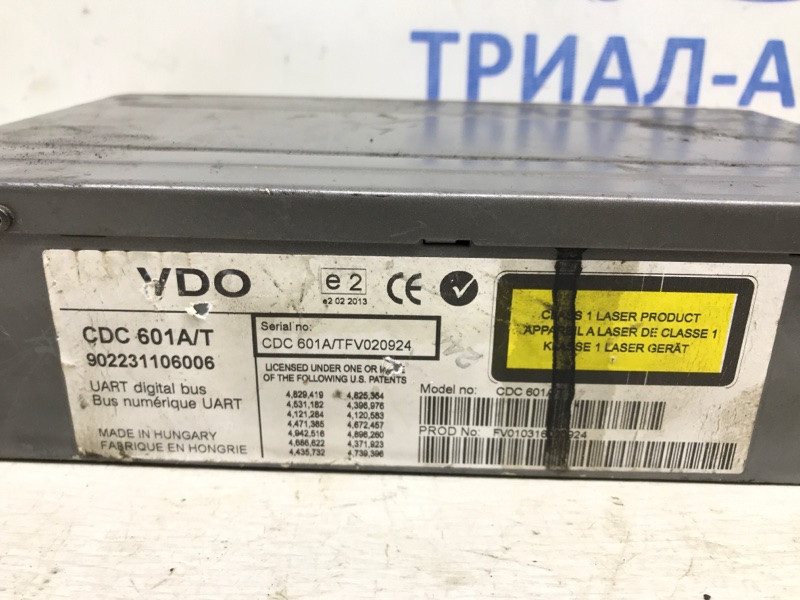 ТРИАЛ-А
VDO
e2
e2 02 2013
CE
CDC 601A/T
902231106006
UART digital bus
Bus numérique UART
MADE IN HUNGARY
FABRIQUE EN HONGRIE
Serial no:
CDC 601A/TFV020924
LICENSED UNDER ONE OR
OF THE FOLLOWING U.S. PATENTS
4,829,419 4,825,364
4,531,182 4,395,976
4,121,284 4,120,583
4,471,385 4,672,457
4,942,516 4,896,260
4,666,622 4,371,923
4,435,732 4,739,396
CLASS 1 LASER PRODUCT
APPAREIL A LASER DE CLASSE 1
KLASSE 1 LASER GERÄT
Model no: CDC 601A/T
PROD No: